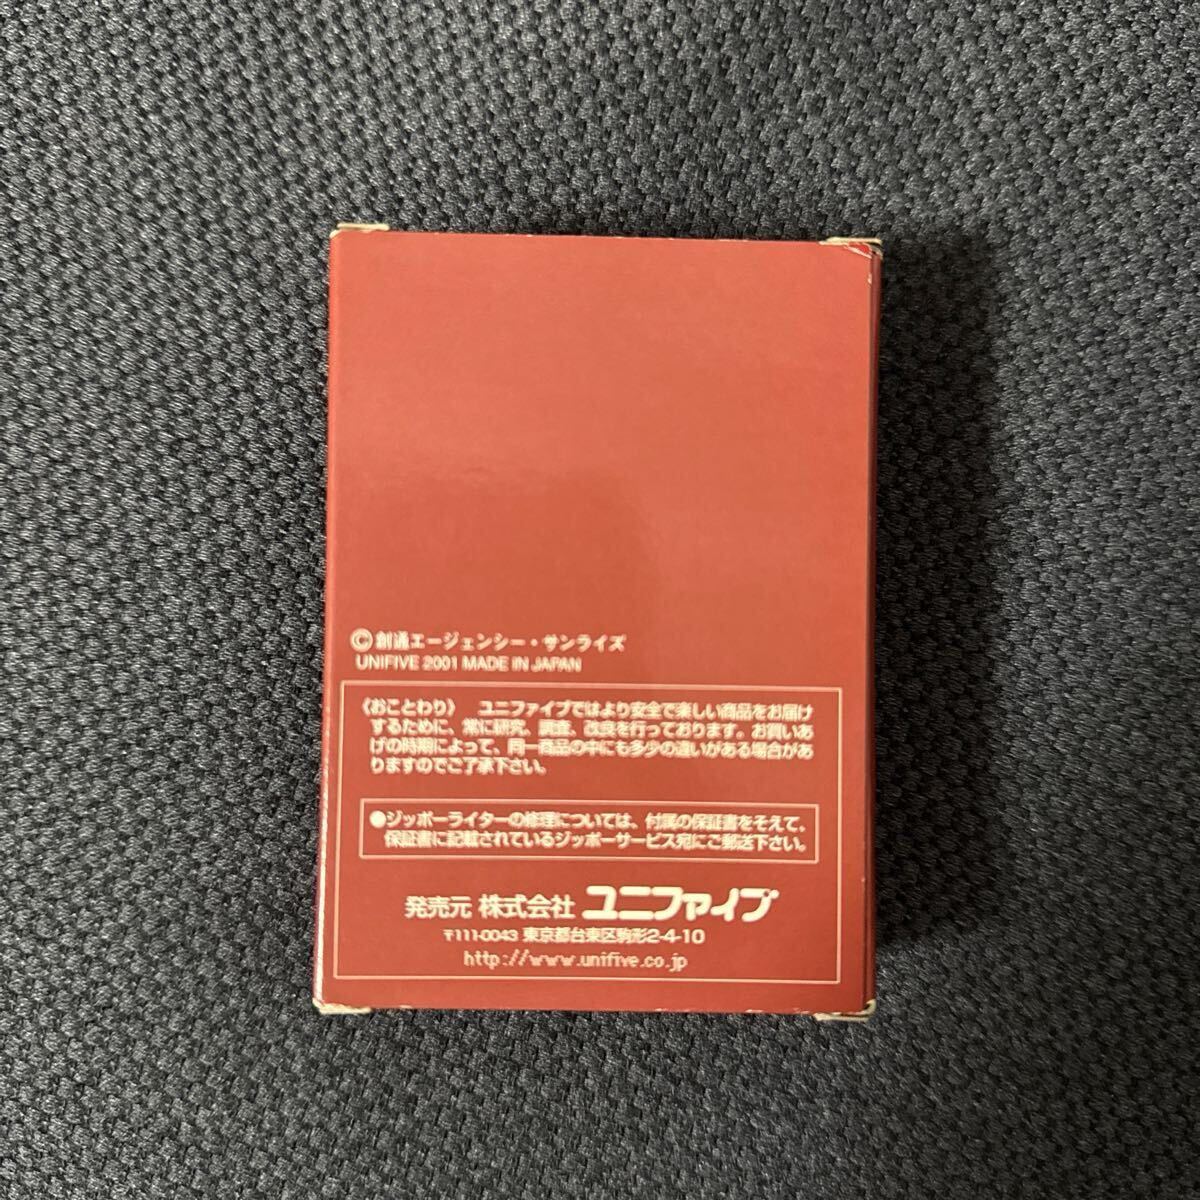 ©創通エージェンシー・サンライズ
UNIFIVE 2001 MADE IN JAPAN
〈おことわり〉 ユニファイブではより安全で楽しい商品をお届け
するために、常に研究、調査、改良を行っております。お買いあ
げの時期によって、同一商品の中にも多少の違いがある場合があ
りますのでご了承下さい。
●ジッポーライターの修理については、付属の保証書をそえて、
保証書に記載されているジッポーサービス宛にご郵送下さい。
発売元 株式会社 ユニファイブ
〒111-0043 東京都台東区駒形2-4-10
http://www.unifive.co.jp